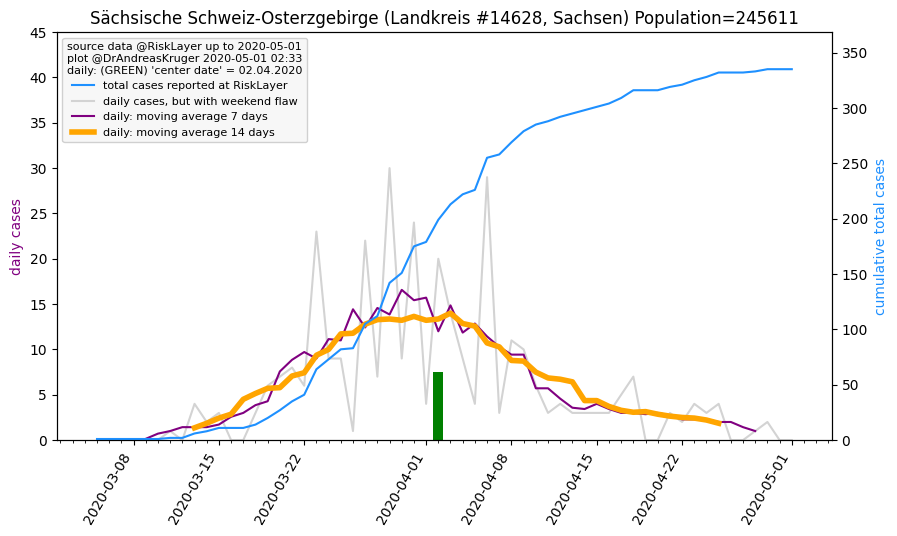 Sächsische Schweiz-Osterzgebirge (Landkreis #14628, Sachsen) Population=245611
source data @RiskLayer up to 2020-05-01
plot @DrAndreasKruger 2020-05-01 02:33
daily: (GREEN) 'center date' = 02.04.2020
total cases reported at RiskLayer
daily cases, but with weekend flaw
daily: moving average 7 days
daily: moving average 14 days
daily cases
45
40
35
30
25
20
15
10
5
0
cumulative total cases
350
300
250
200
150
100
50
0
2020-03-08
2020-03-15
2020-03-22
2020-04-01
2020-04-08
2020-04-15
2020-04-22
2020-05-01